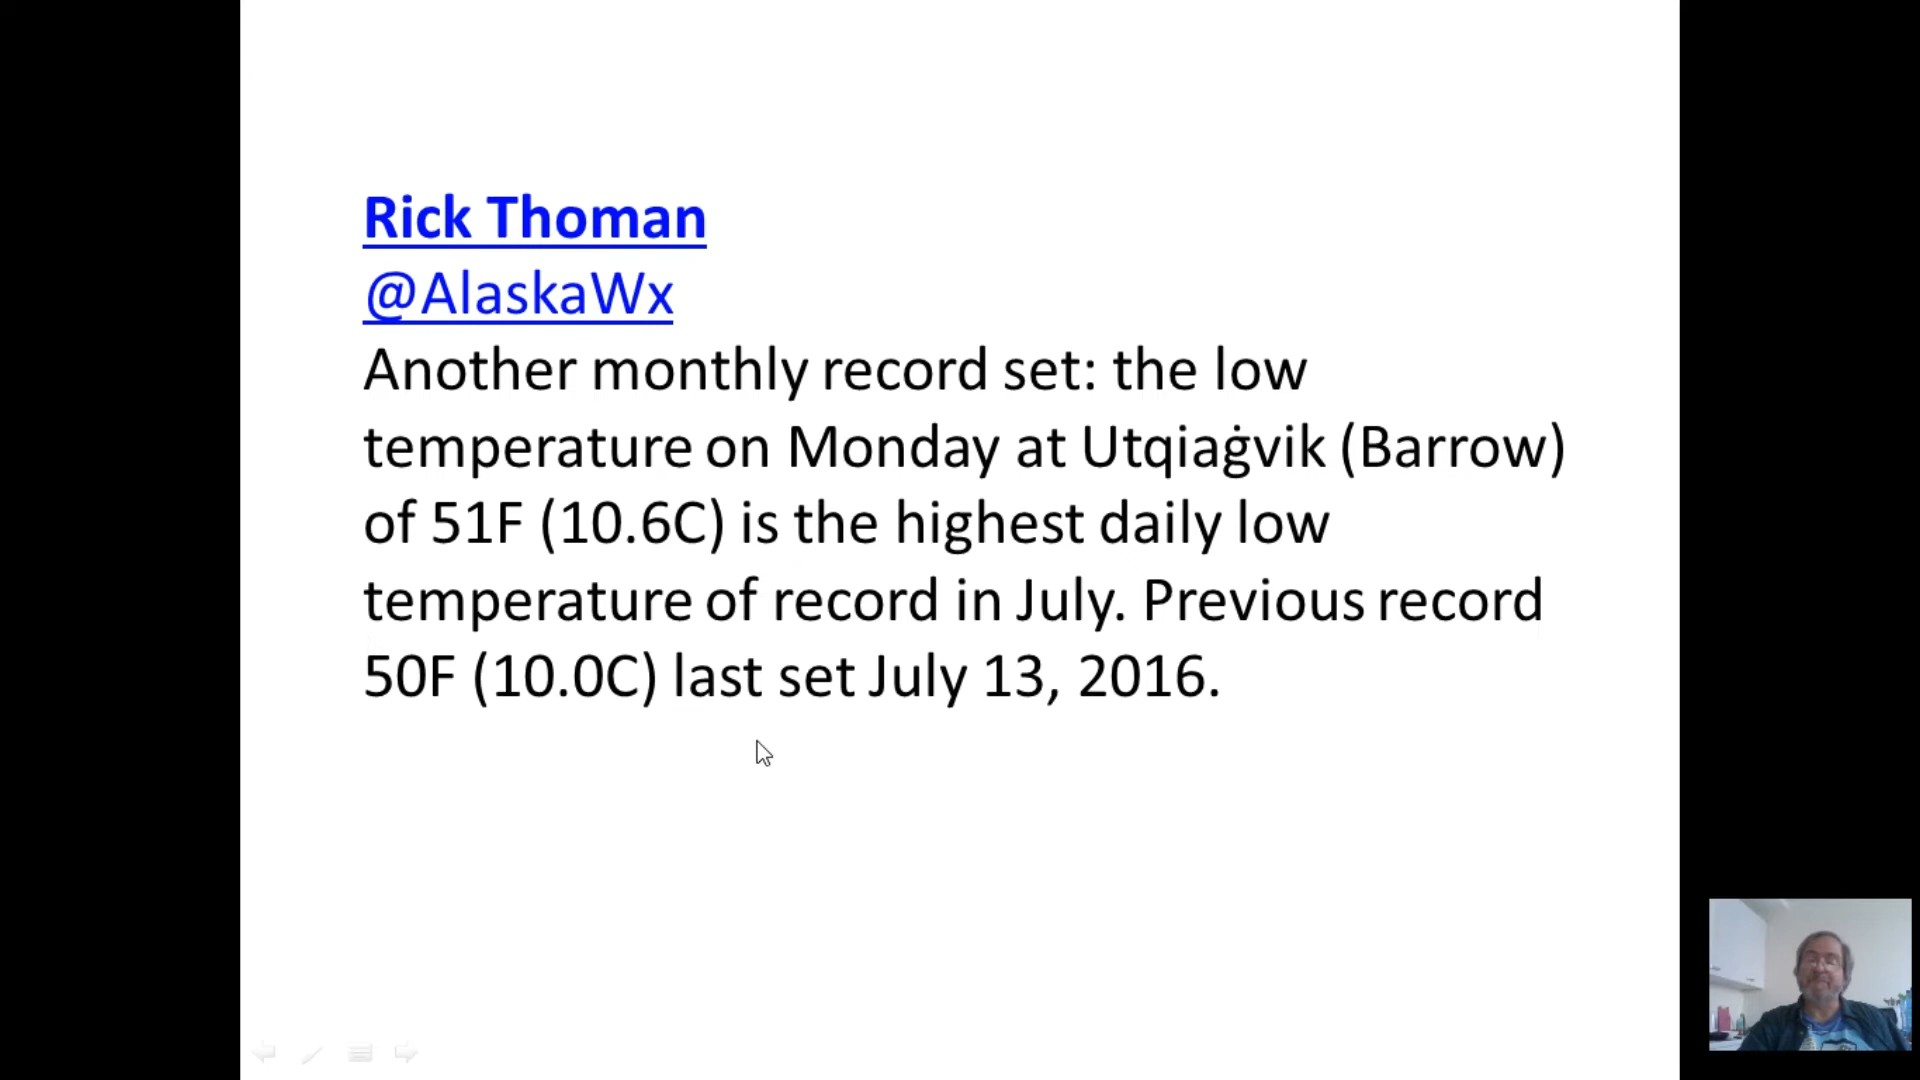 Rick Thoman
@AlaskaWx
Another monthly record set: the low
temperature on Monday at Utqiaġvik (Barrow)
of 51F (10.6C) is the highest daily low
temperature of record in July. Previous record
50F (10.0C) last set July 13, 2016.